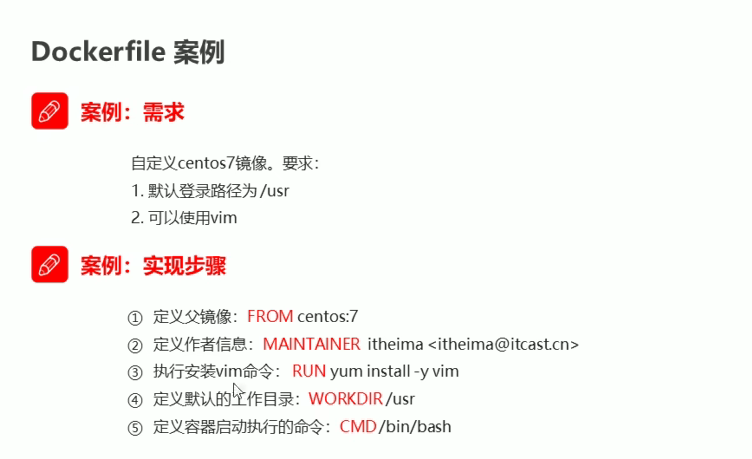 Dockerfile 案例
案例：需求
自定义centos7镜像。要求：
1. 默认登录路径为 /usr
2. 可以使用vim
案例：实现步骤
① 定义父镜像：FROM centos:7
② 定义作者信息：MAINTAINER itheima <itheima@itcast.cn>
③ 执行安装vim命令： RUN yum install -y vim
④ 定义默认的工作目录：WORKDIR /usr
⑤ 定义容器启动执行的命令：CMD /bin/bash